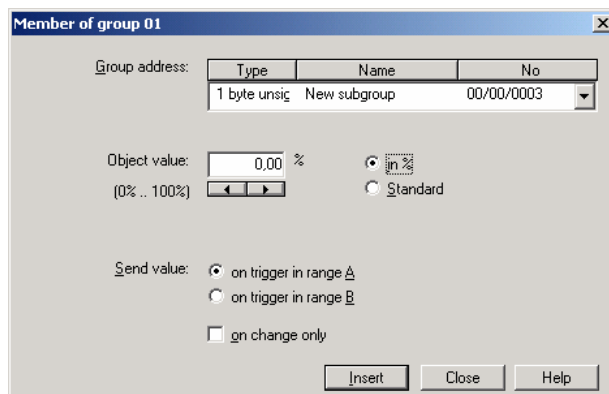 Member of group 01
Group address:
Type Name No
1 byte unsig New subgroup 00/00/0003
Object value: 0,00 % in %
(0% .. 100%) Standard
Send value: on trigger in range A
on trigger in range B
on change only
Insert Close Help